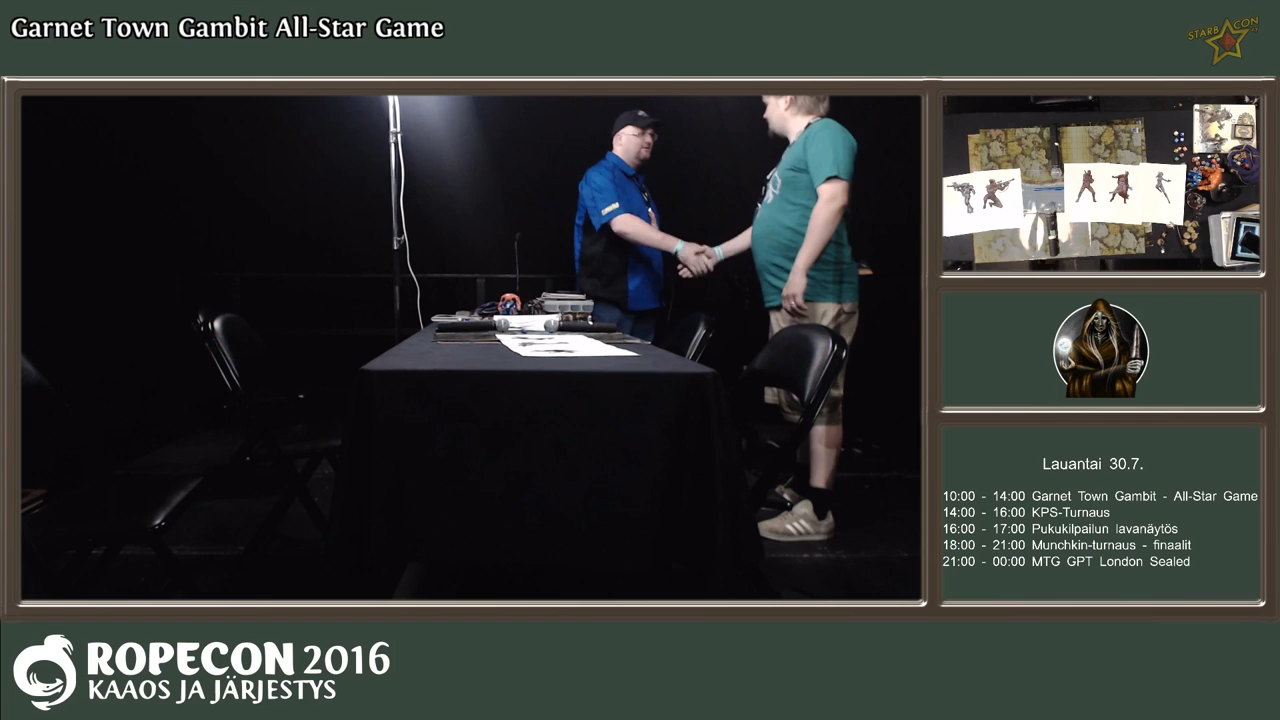 Garnet Town Gambit All-Star Game
STARB CON
Lauantai 30.7.
10:00 - 14:00 Garnet Town Gambit - All-Star Game
14:00 - 16:00 KPS-Turnaus
16:00 - 17:00 Pukukilpailun lavanäytös
18:00 - 21:00 Munchkin-turnaus - finaalit
21:00 - 00:00 MTG GPT London Sealed
ROPECON 2016
KAAOS JA JÄRJESTYS